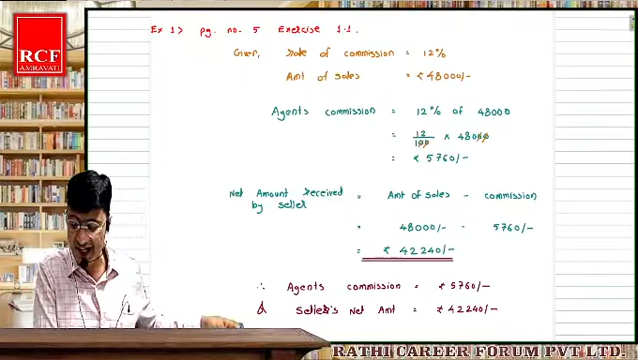 RCF
AMRAVATI
Ex 1> pg. no- 5 Exercise 1.1.
Given, Rate of commission = 12%
Amt of sales = ₹ 48000/-
Agents commission = 12% of 48000
= 12/100 × 48000
= ₹ 5760/-
Net Amount received by seller = Amt of sales - commission
= 48000/- - 5760/-
= ₹ 42240/-
∴ Agents commission = ₹ 5760/-
& Seller's Net Amt = ₹ 42240/-
RATHI CAREER FORUM PVT LTD.